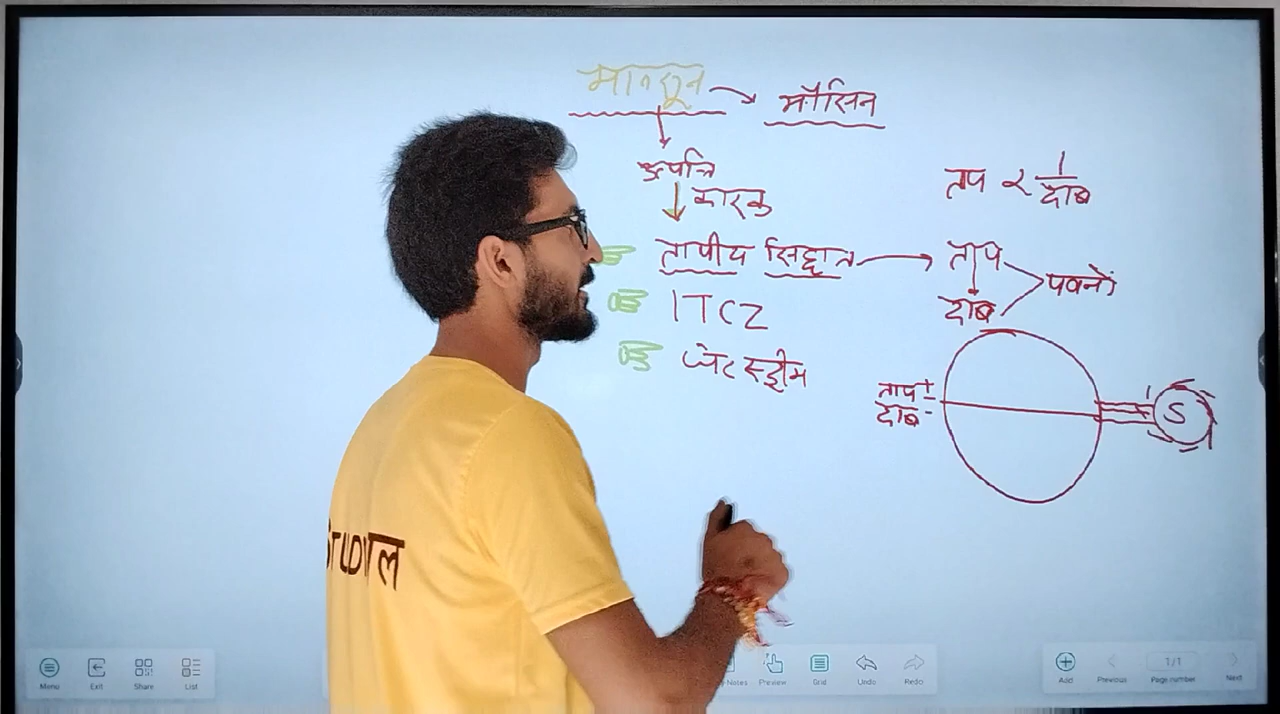 मानसून → मौसिन
उत्पत्ति
कारक
तापीय सिद्धान्त → ताप
दाब
पवनों
ITCZ
जेट स्ट्रीम
ताप ∝ 1/दाब
ताप +
दाब -
S
Menu Exit Share List
Notes Preview Grid Undo Redo
Add Previous 1/1 Page number Next